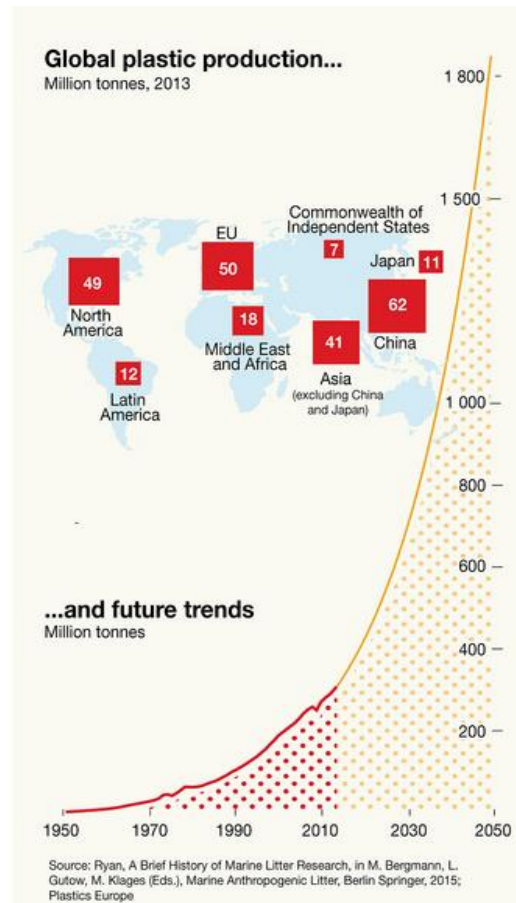 Global plastic production...
Million tonnes, 2013
1 800
1 500
Commonwealth of
Independent States
7
EU
50
Japan
11
49
North
America
18
Middle East
and Africa
62
China
41
Asia
(excluding China
and Japan)
12
Latin
America
1 000
800
600
...and future trends
Million tonnes
400
200
1950
1970
1990
2010
2030
2050
Source: Ryan, A Brief History of Marine Litter Research, in M. Bergmann, L.
Gutow, M. Klages (Eds.), Marine Anthropogenic Litter, Berlin Springer, 2015;
Plastics Europe